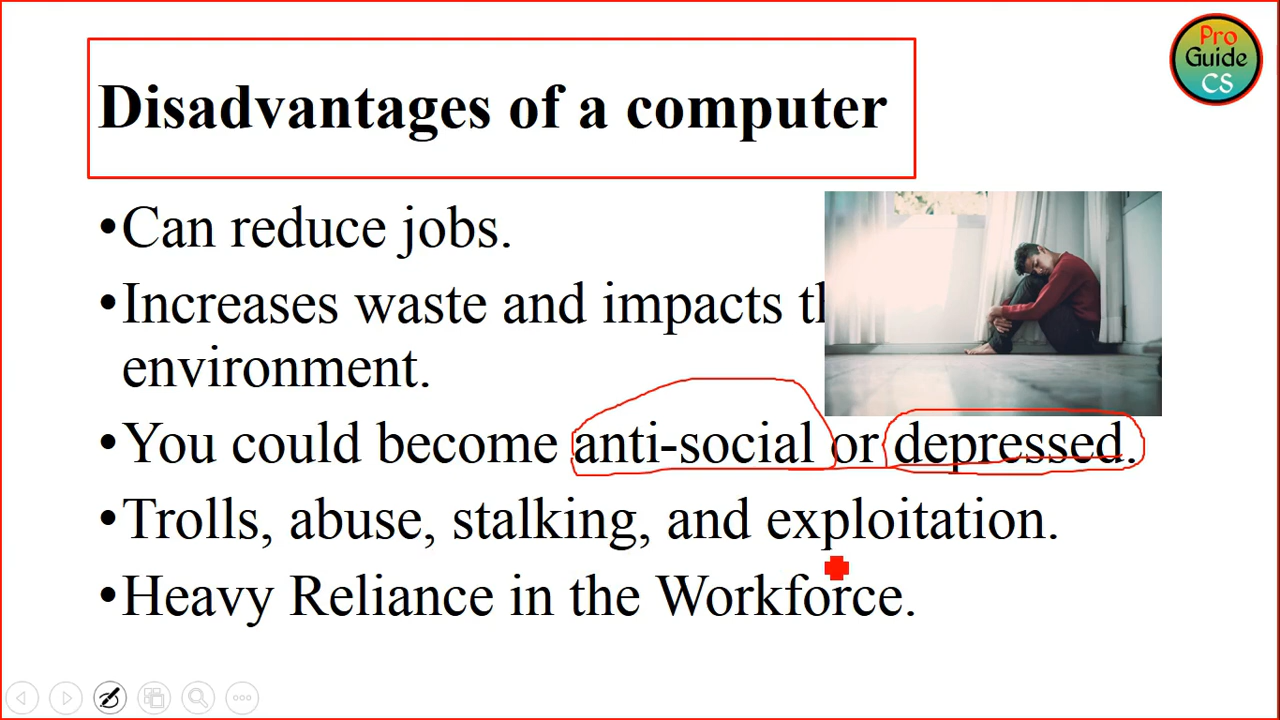 Pro
Guide
CS
Disadvantages of a computer
•Can reduce jobs.
•Increases waste and impacts
environment.
•You could become anti-social or depressed.
•Trolls, abuse, stalking, and exploitation.
•Heavy Reliance in the Workforce.